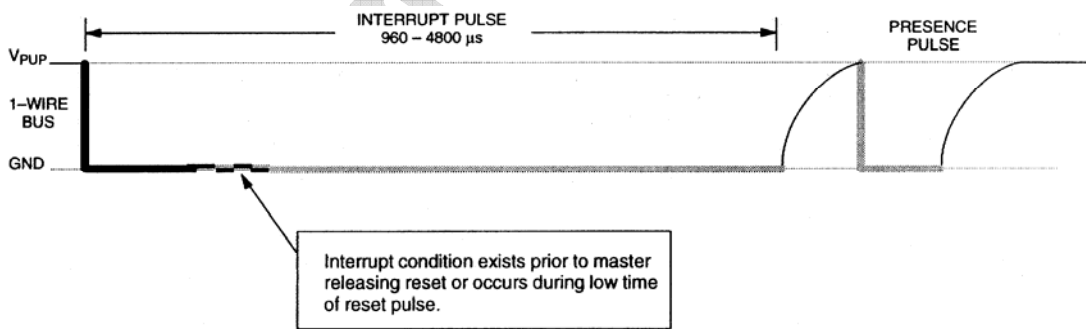 INTERRUPT PULSE
960 – 4800 µs
PRESENCE
PULSE
VPUP
1–WIRE
BUS
GND
Interrupt condition exists prior to master
releasing reset or occurs during low time
of reset pulse.